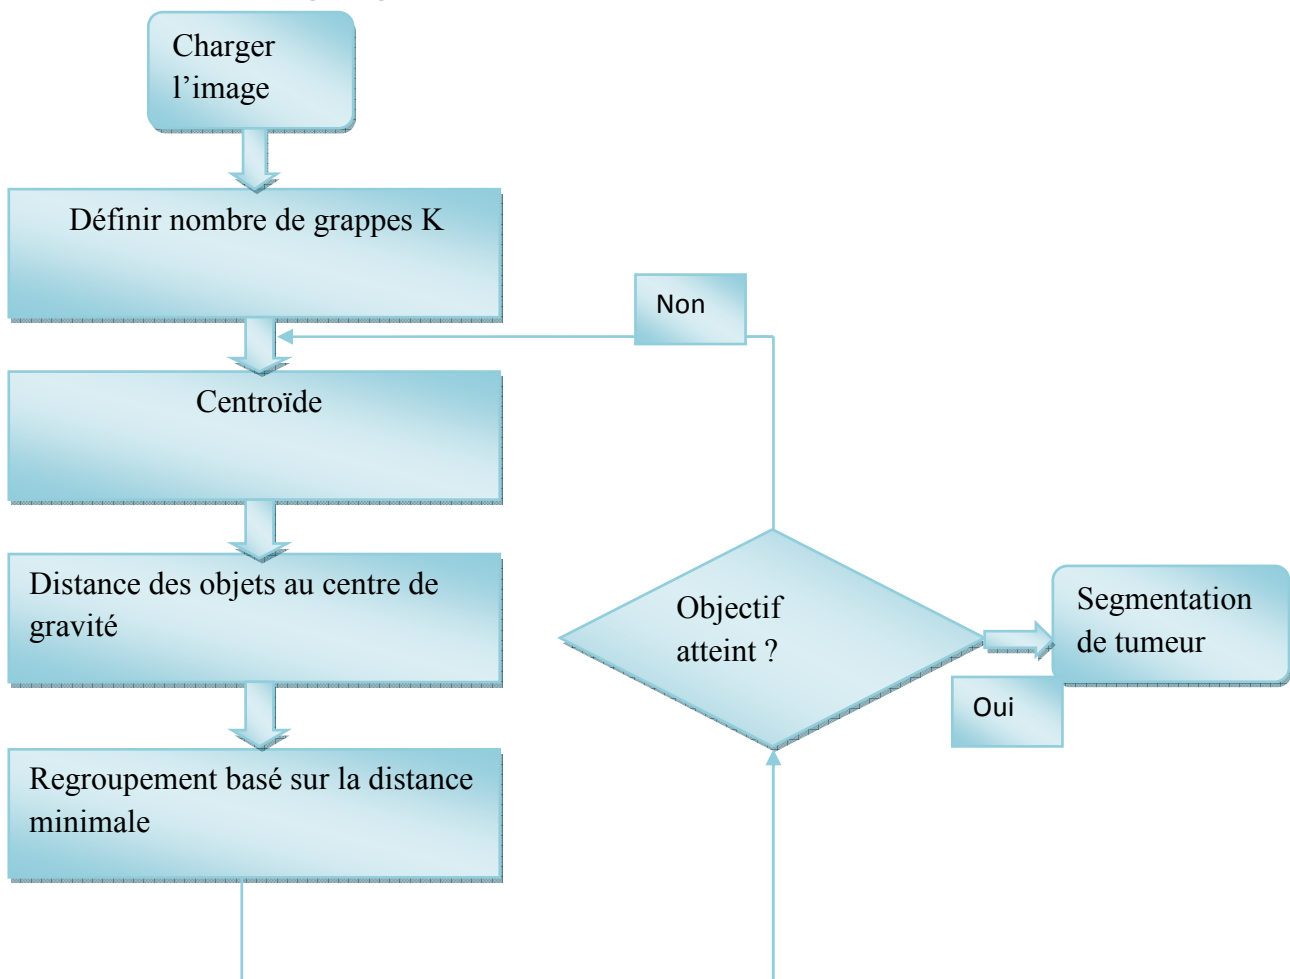 Charger
l’image
Définir nombre de grappes K
Non
Centroïde
Distance des objets au centre de
gravité
Objectif
atteint ?
Segmentation
de tumeur
Oui
Regroupement basé sur la distance
minimale